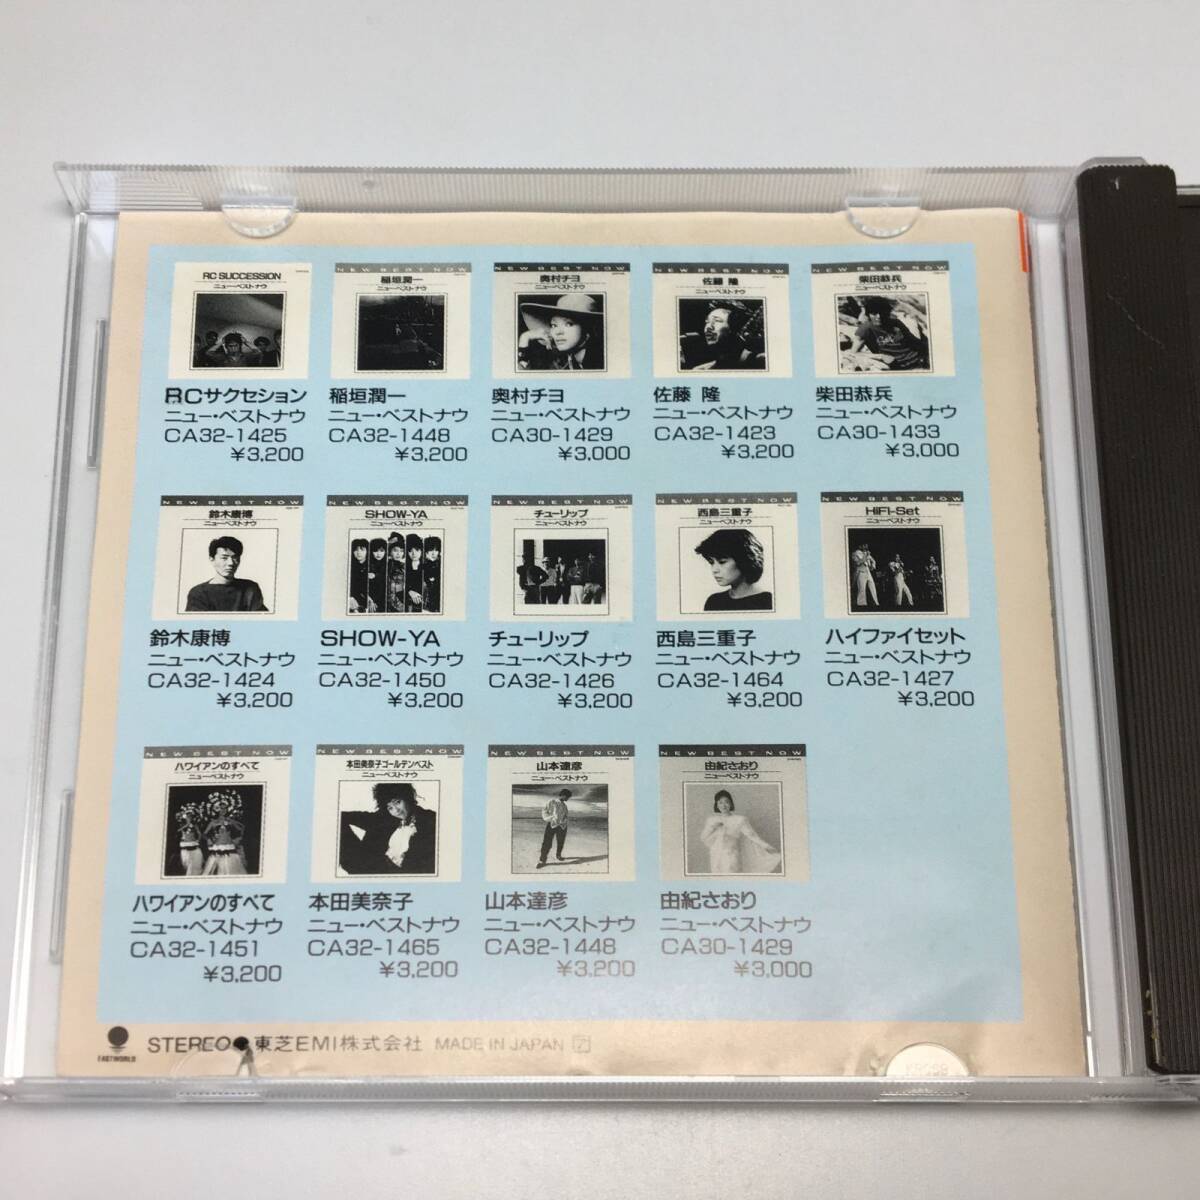 RC SUCCESSION
ニューベストナウ
RCサクセション
ニュー・ベストナウ
CA32-1425
¥3,200
NEW BEST NOW
稲垣潤一
ニュー・ベストナウ
稲垣潤一
ニュー・ベストナウ
CA32-1448
¥3,200
NEW BEST NOW
奥村チヨ
ニュー・ベストナウ
奥村チヨ
ニュー・ベストナウ
CA30-1429
¥3,000
NEW BEST NOW
佐藤 隆
ニューベストナウ
佐藤 隆
ニュー・ベストナウ
CA32-1423
¥3,200
NEW BEST NOW
柴田恭兵
ニュー・ベストナウ
柴田恭兵
ニュー・ベストナウ
CA30-1433
¥3,000
NEW BEST NOW
鈴木康博
ニューベストナウ
鈴木康博
ニュー・ベストナウ
CA32-1424
¥3,200
NEW BEST NOW
SHOW-YA
ニューベストナウ
SHOW-YA
ニュー・ベストナウ
CA32-1450
¥3,200
NEW BEST NOW
チューリップ
ニューベストナウ
チューリップ
ニュー・ベストナウ
CA32-1426
¥3,200
NEW BEST NOW
西島三重子
ニューベストナウ
西島三重子
ニュー・ベストナウ
CA32-1464
¥3,200
NEW BEST NOW
HiFi-Set
ニューベストナウ
ハイファイセット
ニュー・ベストナウ
CA32-1427
¥3,200
NEW BEST NOW
ハワイアンのすべて
ニューベストナウ
ハワイアンのすべて
ニュー・ベストナウ
CA32-1451
¥3,200
NEW BEST NOW
本田美奈子ゴールデンベスト
ニューベストナウ
本田美奈子
ニュー・ベストナウ
CA32-1465
¥3,200
NEW BEST NOW
山本達彦
ニュー・ベストナウ
山本達彦
ニュー・ベストナウ
CA32-1448
¥3,200
NEW BEST NOW
由紀さおり
ニューベストナウ
由紀さおり
ニュー・ベストナウ
CA30-1429
¥3,000
EASTWORLD
STEREO●東芝EMI株式会社 MADE IN JAPAN